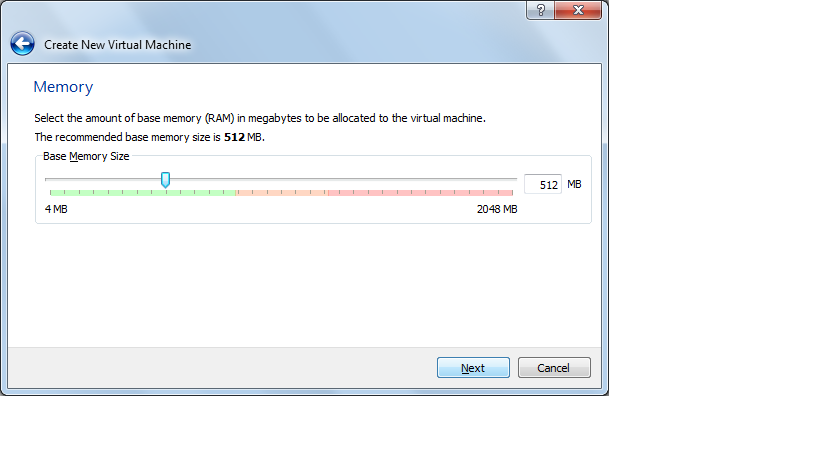 ?
Create New Virtual Machine
Memory
Select the amount of base memory (RAM) in megabytes to be allocated to the virtual machine.
The recommended base memory size is 512 MB.
Base Memory Size
512 MB
4 MB 2048 MB
Next Cancel